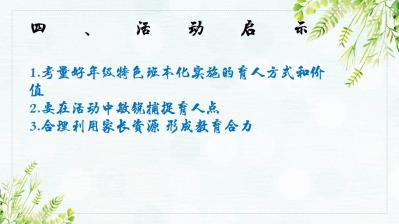 四、活动启示
1.考量好年级特色班本化实施的育人方式和价
值
2.要在活动中敏锐捕捉育人点
3.合理利用家长资源 形成教育合力